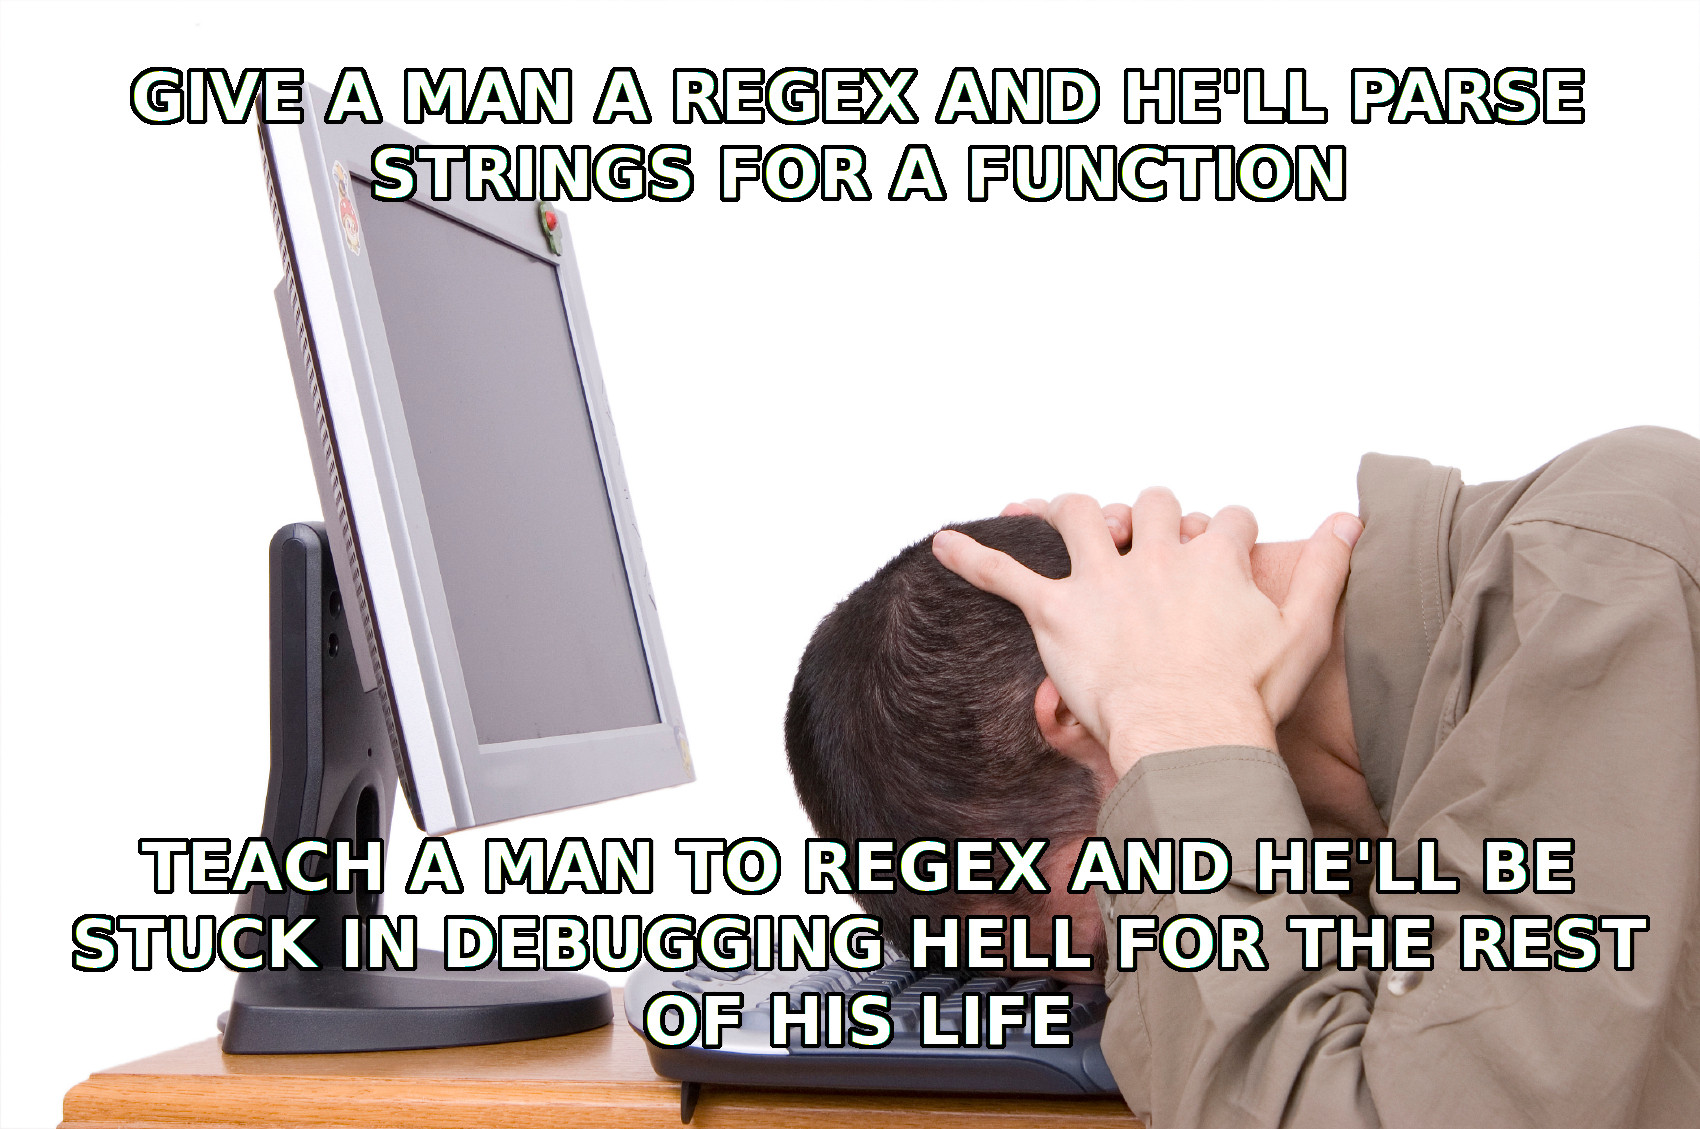 GIVE A MAN A REGEX AND HE'LL PARSE
STRINGS FOR A FUNCTION
TEACH A MAN TO REGEX AND HE'LL BE
STUCK IN DEBUGGING HELL FOR THE REST
OF HIS LIFE